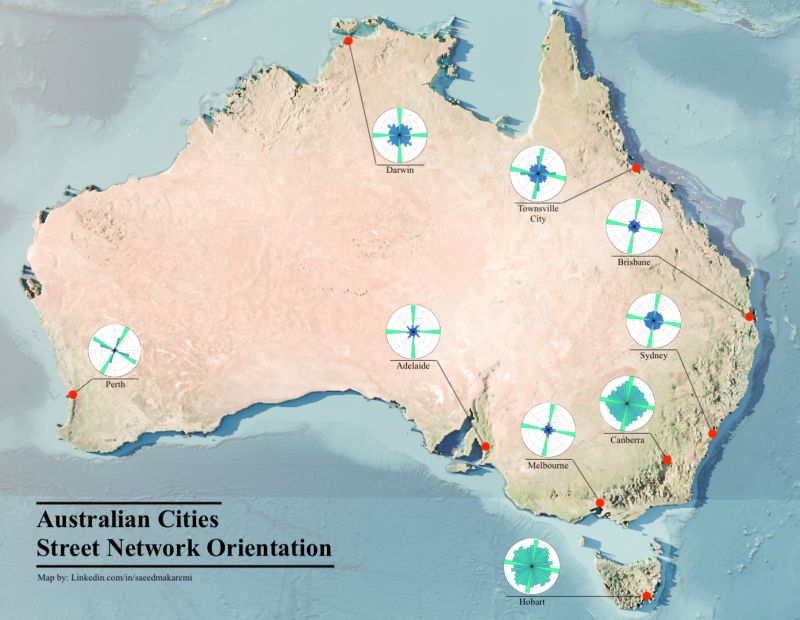 Darwin
Townsville
City
Brisbane
Sydney
Adelaide
Perth
Canberra
Melbourne
Australian Cities
Street Network Orientation
Map by: Linkedin.com/in/saeedmakaremi
Hobart